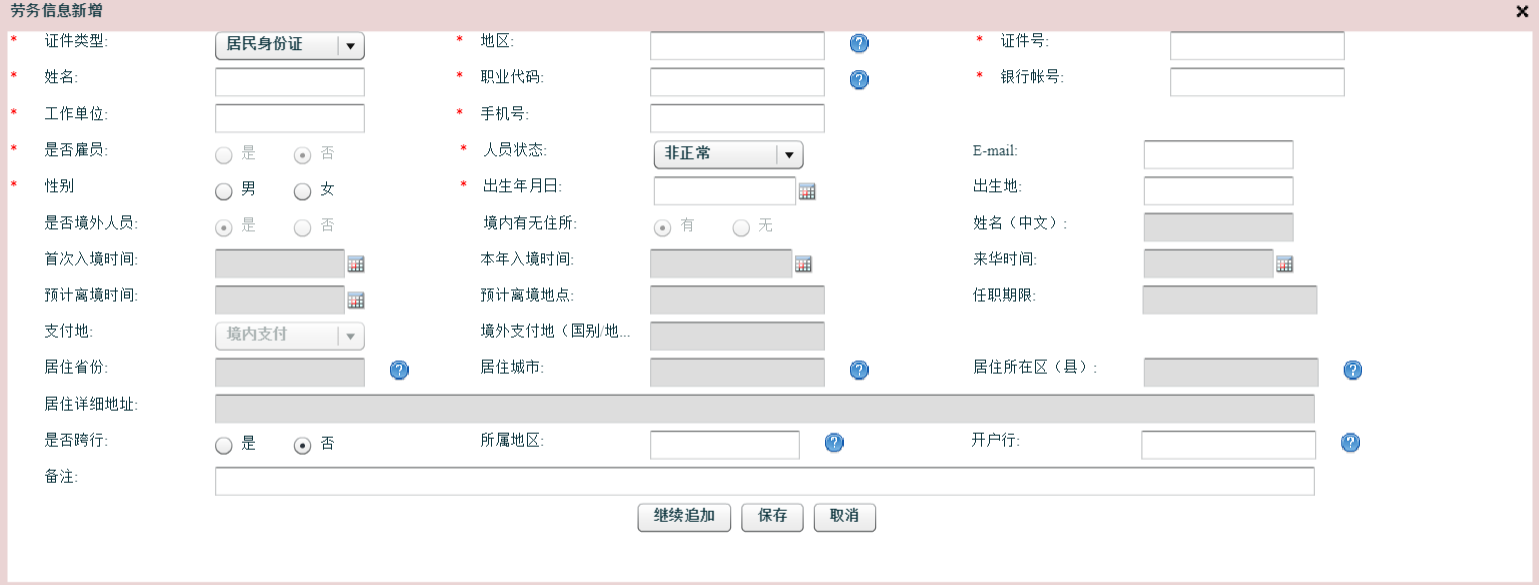 劳务信息新增
* 证件类型: 居民身份证 * 地区: * 证件号:
* 姓名: * 职业代码: * 银行帐号:
* 工作单位: * 手机号:
* 是否雇员: 是 否 * 人员状态: 非正常 E-mail:
* 性别 男 女 * 出生年月日: 出生地:
是否境外人员: 是 否 境内有无住所: 有 无 姓名（中文）:
首次入境时间: 本年入境时间: 来华时间:
预计离境时间: 预计离境地点: 任职期限:
支付地: 境内支付 境外支付地（国别/地...
居住省份: 居住城市: 居住所在区（县）:
居住详细地址:
是否跨行: 是 否 所属地区: 开户行:
备注:
继续追加 保存 取消